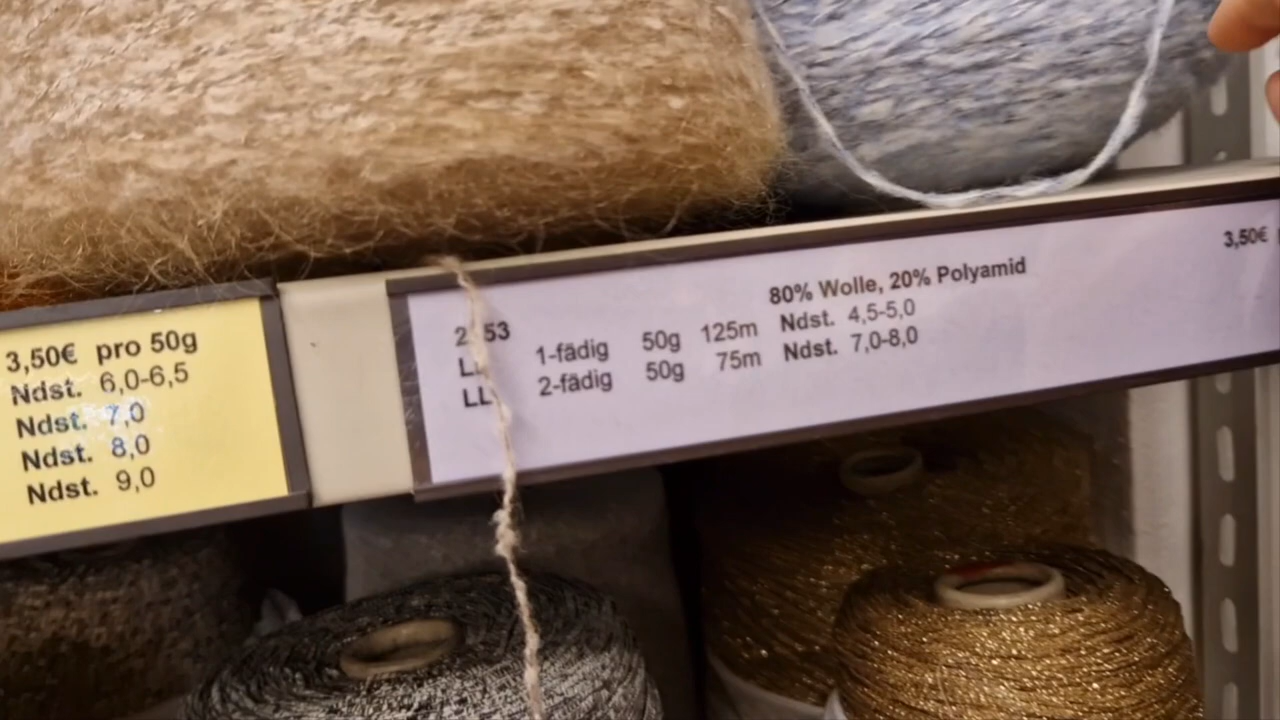 3,50€ pro 50g
Ndst. 6,0-6,5
Ndst. 7,0
Ndst. 8,0
Ndst. 9,0
80% Wolle, 20% Polyamid 3,50€
1-fädig 50g 125m Ndst. 4,5-5,0
2-fädig 50g 75m Ndst. 7,0-8,0